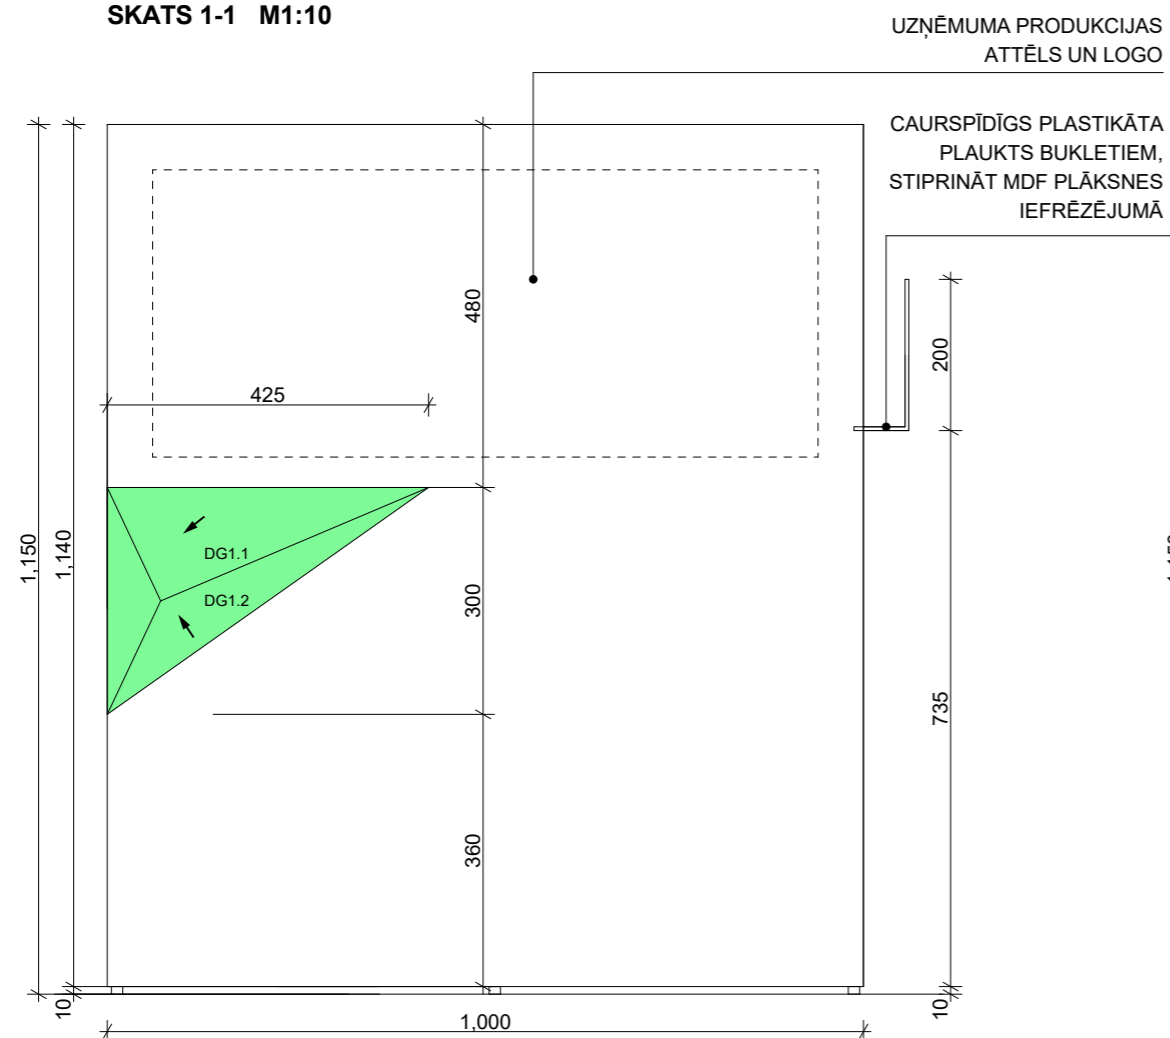 SKATS 1-1 M1:10
UZŅĒMUMA PRODUKCIJAS
ATTĒLS UN LOGO
CAURSPĪDĪGS PLASTIKĀTA
PLAUKTS BUKLETIEM,
STIPRINĀT MDF PLĀKSNES
IEFRĒZĒJUMĀ
480
200
425
1,150
1,140
DG1.1
DG1.2
300
735
360
10
1,000
10